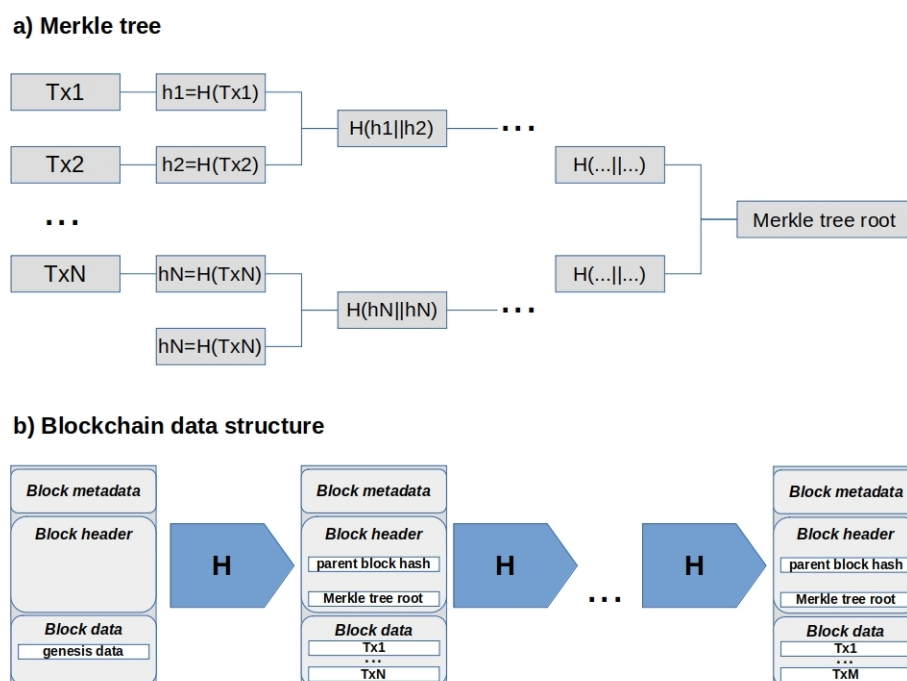 a) Merkle tree
Tx1
h1=H(Tx1)
H(h1||h2)
...
Tx2
h2=H(Tx2)
H(...||...)
...
Merkle tree root
TxN
hN=H(TxN)
H(...||...)
H(hN||hN)
...
hN=H(TxN)
b) Blockchain data structure
Block metadata
Block header
Block data
genesis data
H
Block metadata
Block header
parent block hash
Merkle tree root
Block data
Tx1
...
TxN
H
...
H
Block metadata
Block header
parent block hash
Merkle tree root
Block data
Tx1
...
TxM